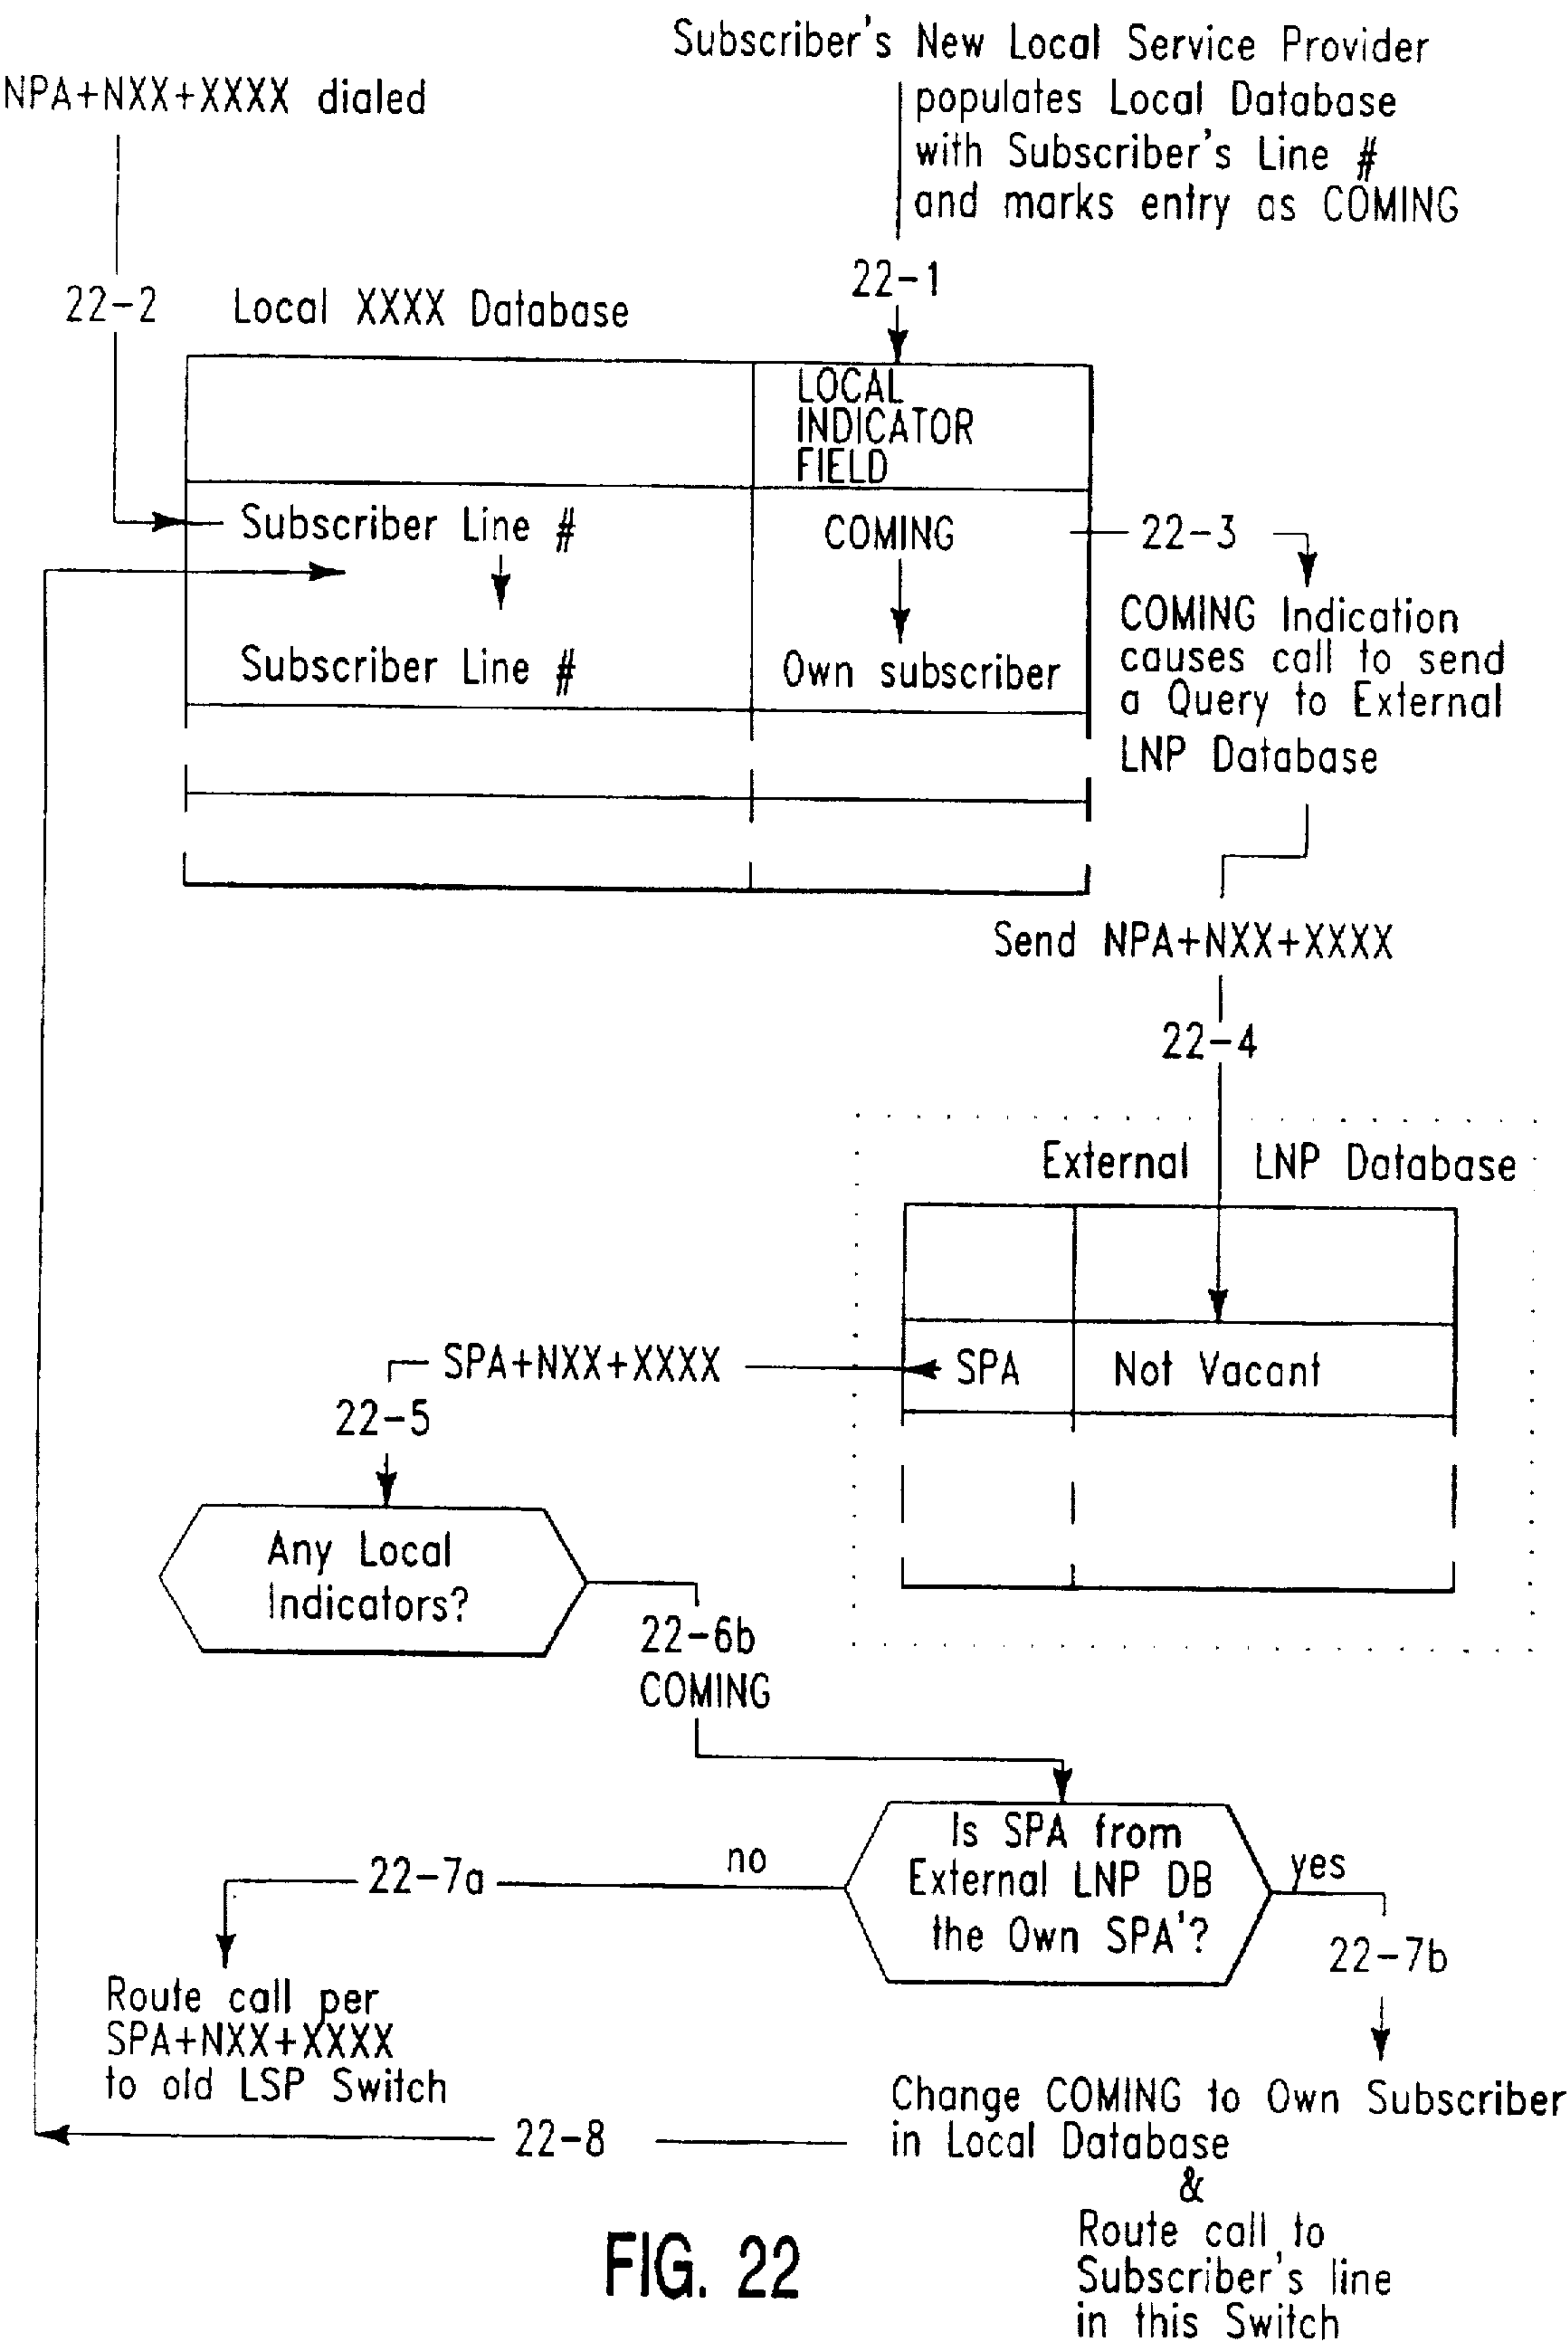 Subscriber's New Local Service Provider
populates Local Database
with Subscriber's Line #
and marks entry as COMING
NPA+NXX+XXXX dialed
22-1
22-2
Local XXXX Database
LOCAL
INDICATOR
FIELD
Subscriber Line #
COMING
22-3
Subscriber Line #
Own subscriber
COMING Indication
causes call to send
a Query to External
LNP Database
Send NPA+NXX+XXXX
22-4
External LNP Database
SPA
Not Vacant
SPA+NXX+XXXX
22-5
Any Local
Indicators?
22-6b
COMING
Is SPA from
External LNP DB
the Own SPA'?
no
yes
22-7a
22-7b
Route call per
SPA+NXX+XXXX
to old LSP Switch
Change COMING to Own Subscriber
in Local Database
&
Route call to
Subscriber's line
in this Switch
22-8
FIG. 22